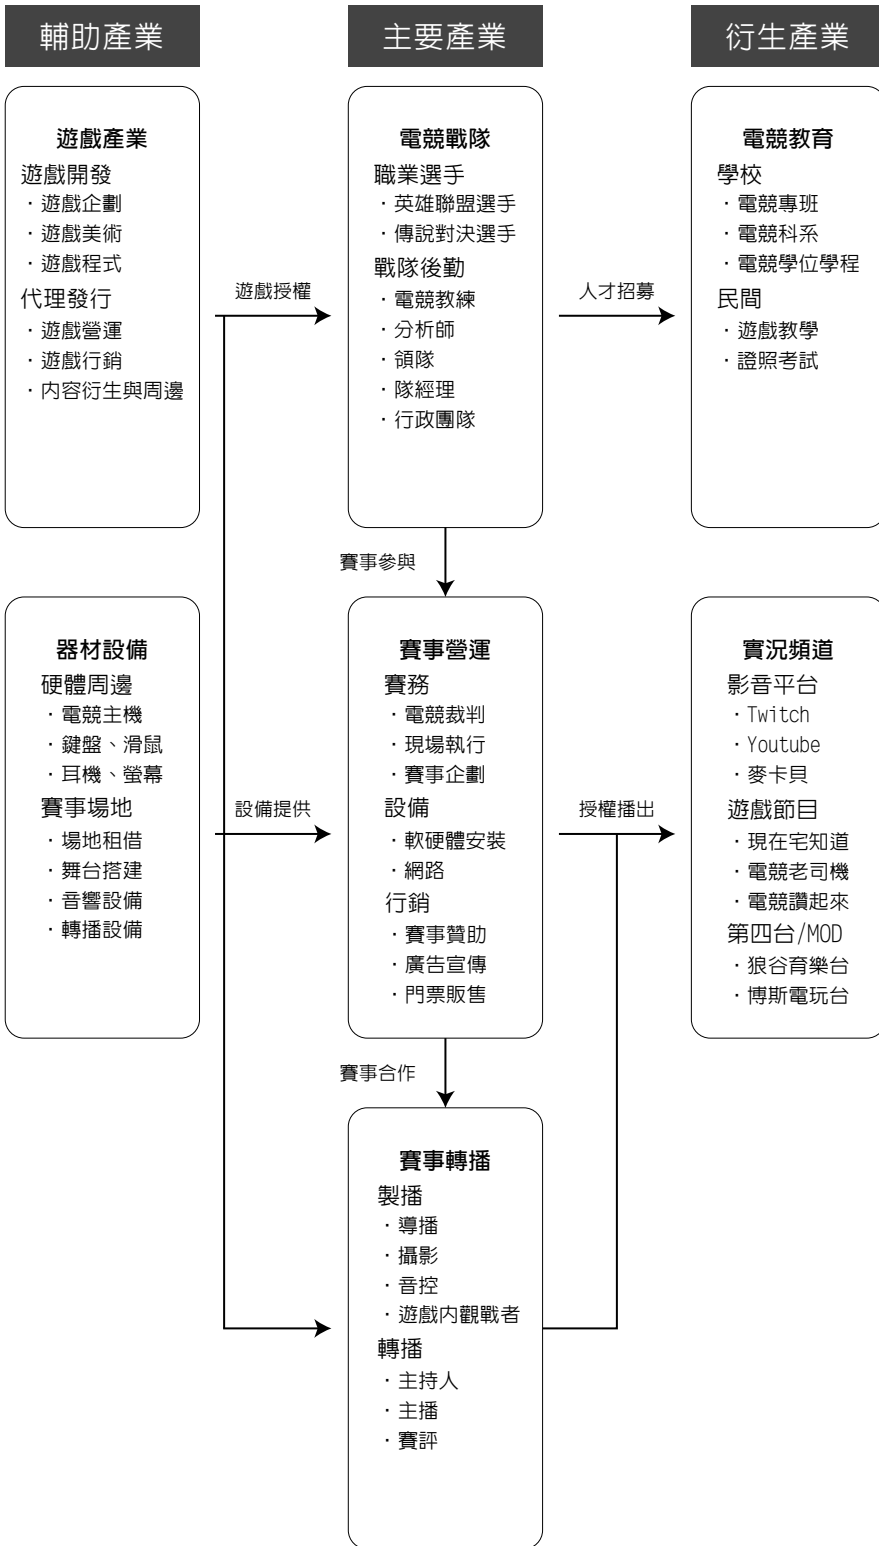 輔助產業
主要產業
衍生產業
遊戲產業
遊戲開發
·遊戲企劃
·遊戲美術
·遊戲程式
代理發行
·遊戲營運
·遊戲行銷
·內容衍生與周邊
遊戲授權
電競戰隊
職業選手
·英雄聯盟選手
·傳說對決選手
戰隊後勤
·電競教練
·分析師
·領隊
·隊經理
·行政團隊
人才招募
電競教育
學校
·電競專班
·電競科系
·電競學位學程
民間
·遊戲教學
·證照考試
賽事參與
器材設備
硬體周邊
·電競主機
·鍵盤、滑鼠
·耳機、螢幕
賽事場地
·場地租借
·舞台搭建
·音響設備
·轉播設備
設備提供
賽事營運
賽務
·電競裁判
·現場執行
·賽事企劃
設備
·軟硬體安裝
·網路
行銷
·賽事贊助
·廣告宣傳
·門票販售
授權播出
實況頻道
影音平台
·Twitch
·Youtube
·麥卡貝
遊戲節目
·現在宅知道
·電競老司機
·電競讚起來
第四台/MOD
·狼谷育樂台
·博斯電玩台
賽事合作
賽事轉播
製播
·導播
·攝影
·音控
·遊戲內觀戰者
轉播
·主持人
·主播
·賽評